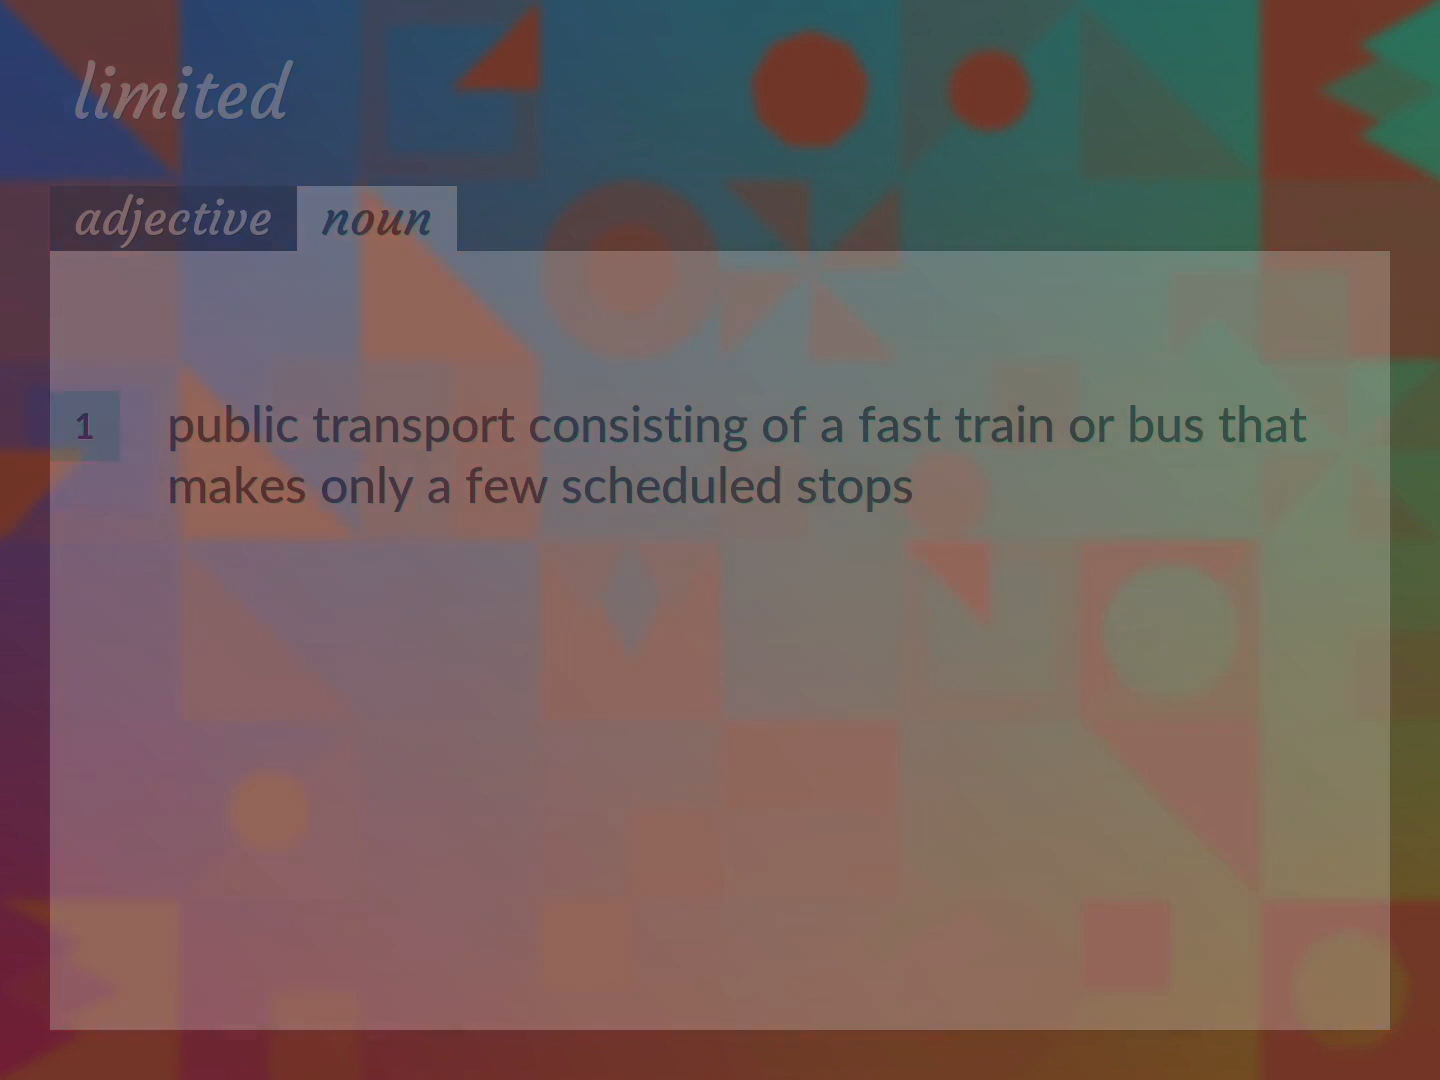 limited
adjective noun
1 public transport consisting of a fast train or bus that
makes only a few scheduled stops